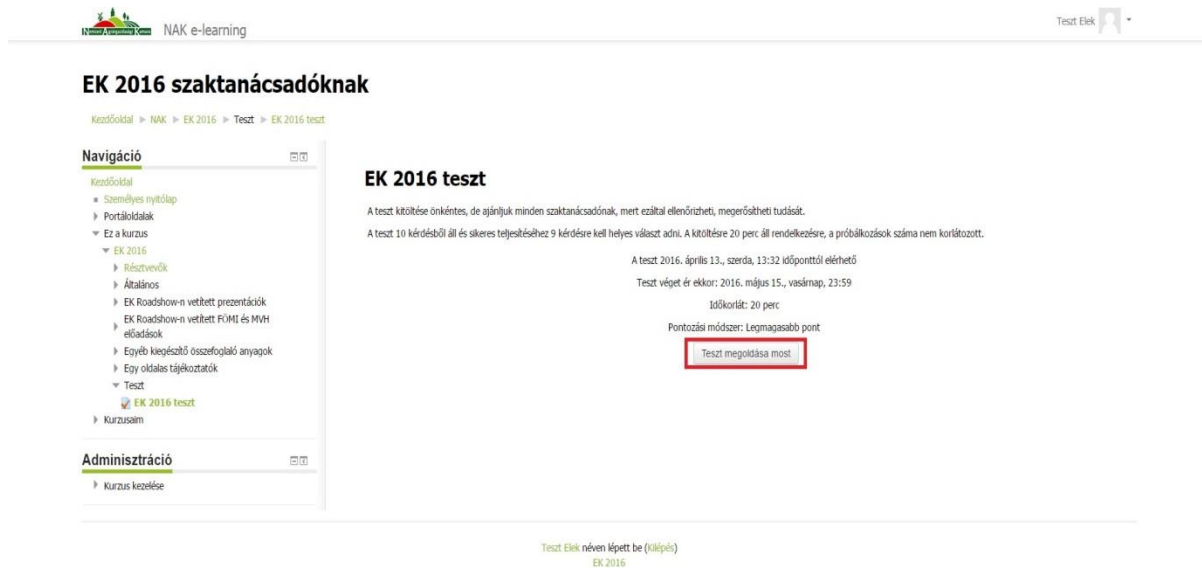 Nemzeti Agrárgazdasági Kamara
NAK e-learning
Teszt Elek
EK 2016 szaktanácsadóknak
Kezdőoldal ▶ NAK ▶ EK 2016 ▶ Teszt ▶ EK 2016 teszt
Navigáció
Kezdőoldal
Személyes nyitólap
Portáloldalak
Ez a kurzus
EK 2016
Résztvevők
Általános
EK Roadshow-n vetített prezentációk
EK Roadshow-n vetített FÖMI és MVH
előadások
Egyéb kiegészítő összefoglaló anyagok
Egy oldalas tájékoztatók
Teszt
EK 2016 teszt
Kurzusaim
Adminisztráció
Kurzus kezelése
EK 2016 teszt
A teszt kitöltése önkéntes, de ajánljuk minden szaktanácsadónak, mert ezáltal ellenőrizheti, megerősítheti tudását.
A teszt 10 kérdésből áll és sikeres teljesítéséhez 9 kérdésre kell helyes választ adni. A kitöltésre 20 perc áll rendelkezésre, a próbálkozások száma nem korlátozott.
A teszt 2016. április 13., szerda, 13:32 időponttól elérhető
Teszt véget ér ekkor: 2016. május 15., vasárnap, 23:59
Időkorlát: 20 perc
Pontozási módszer: Legmagasabb pont
Teszt megoldása most
Teszt Elek néven lépett be (Kilépés)
EK 2016